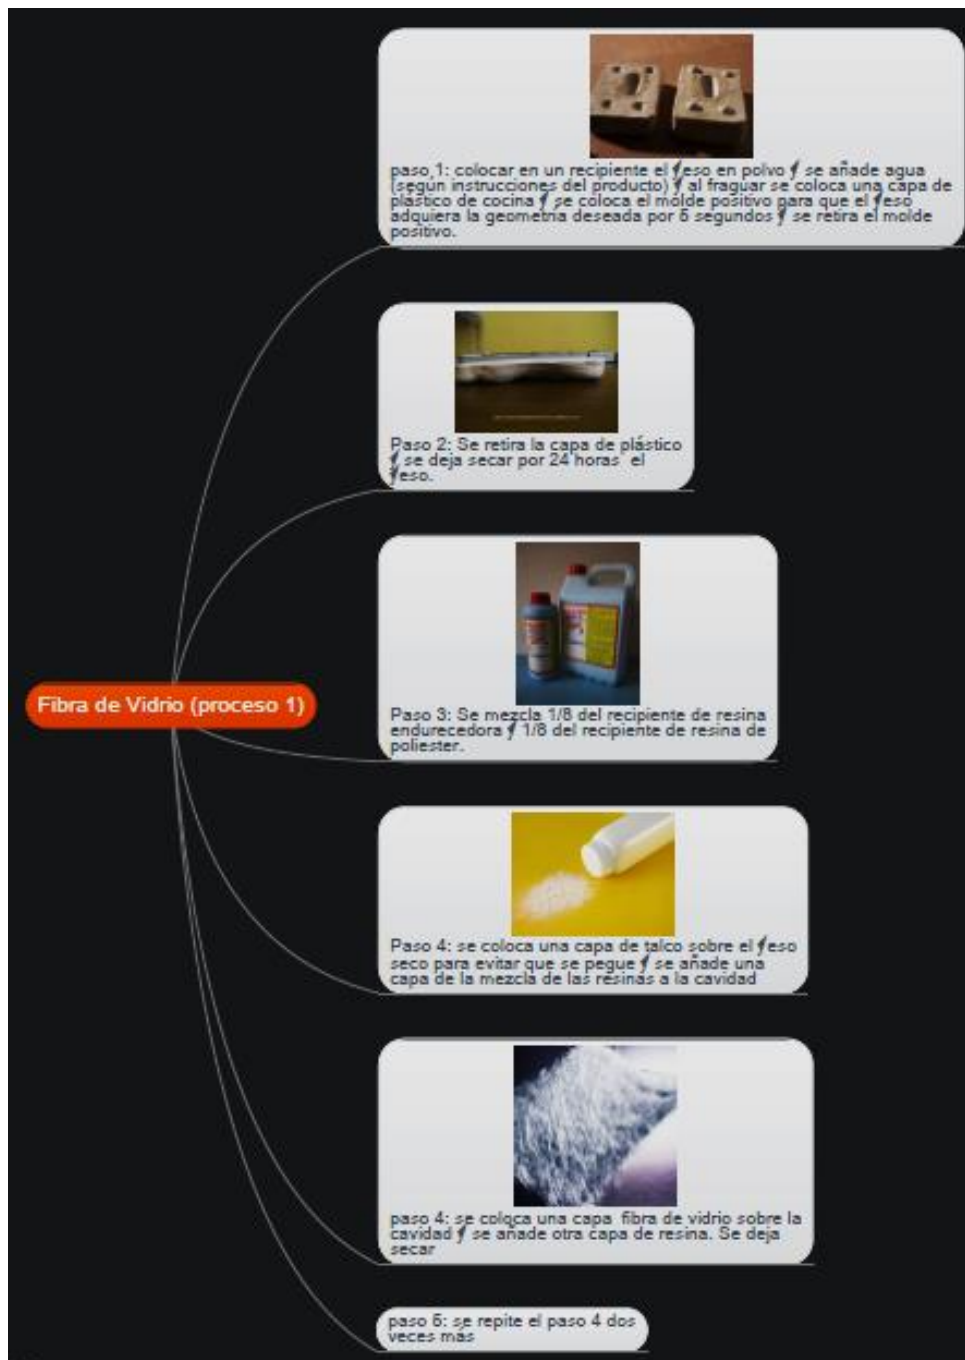 paso 1: colocar en un recipiente el yeso en polvo y se añade agua
(según instrucciones del producto) y al fraguar se coloca una capa de
plástico de cocina y se coloca el molde positivo para que el yeso
adquiera la geometría deseada por 5 segundos y se retira el molde
positivo.
Paso 2: Se retira la capa de plástico
y se deja secar por 24 horas el
yeso.
Fibra de Vidrio (proceso 1)
Paso 3: Se mezcla 1/8 del recipiente de resina
endurecedora y 1/8 del recipiente de resina de
poliester.
Paso 4: se coloca una capa de talco sobre el yeso
seco para evitar que se pegue y se añade una
capa de la mezcla de las resinas a la cavidad
paso 4: se coloca una capa fibra de vidrio sobre la
cavidad y se añade otra capa de resina. Se deja
secar
paso 5: se repite el paso 4 dos
veces más